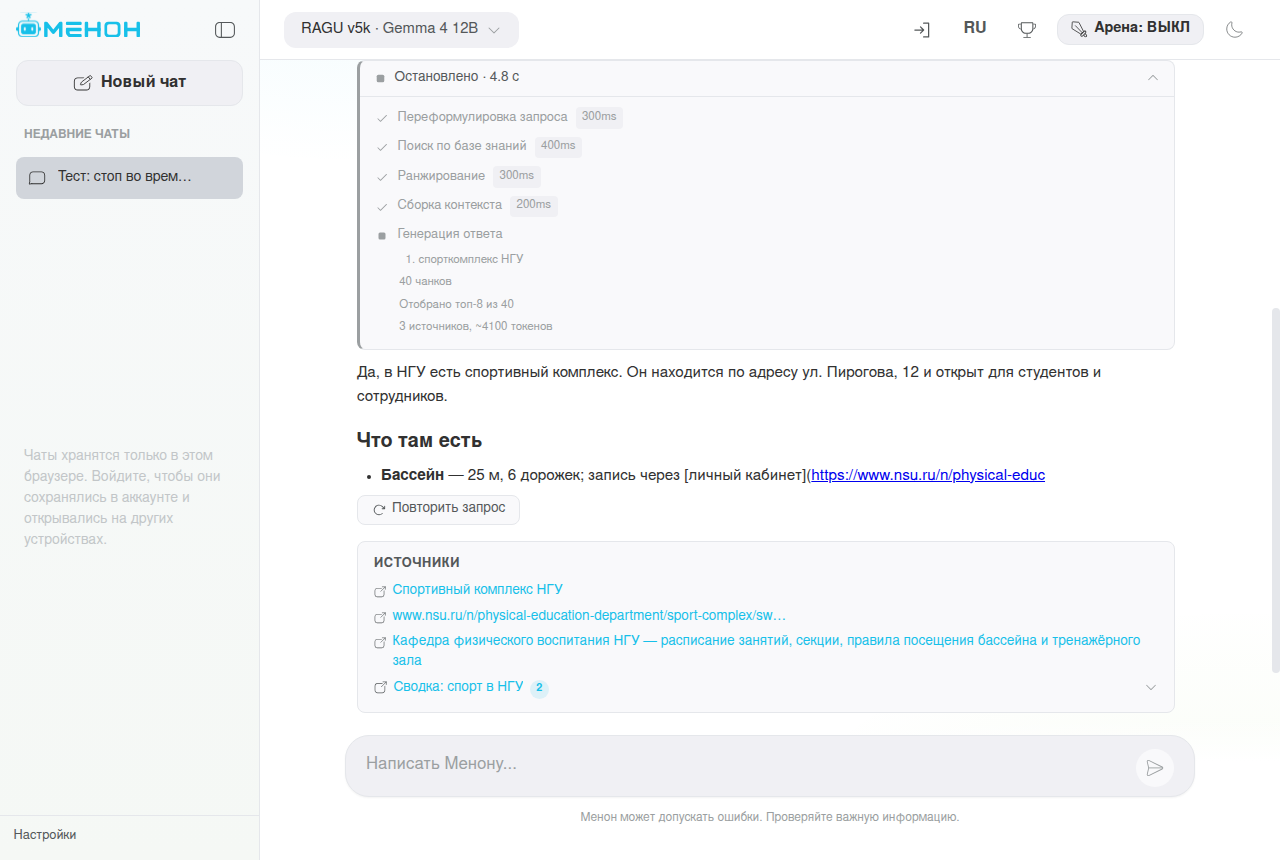 МЕНОН
Новый чат
НЕДАВНИЕ ЧАТЫ
Тест: стоп во врем…
Чаты хранятся только в этом
браузере. Войдите, чтобы они
сохранялись в аккаунте и
открывались на других
устройствах.
Настройки
RAGU v5k · Gemma 4 12B
RU
Арена: ВЫКЛ
Остановлено · 4.8 с
Переформулировка запроса 300ms
Поиск по базе знаний 400ms
Ранжирование 300ms
Сборка контекста 200ms
Генерация ответа
1. спорткомплекс НГУ
40 чанков
Отобрано топ-8 из 40
3 источников, ~4100 токенов
Да, в НГУ есть спортивный комплекс. Он находится по адресу ул. Пирогова, 12 и открыт для студентов и
сотрудников.
Что там есть
• Бассейн — 25 м, 6 дорожек; запись через [личный кабинет](https://www.nsu.ru/n/physical-educ
Повторить запрос
ИСТОЧНИКИ
Спортивный комплекс НГУ
www.nsu.ru/n/physical-education-department/sport-complex/sw…
Кафедра физического воспитания НГУ — расписание занятий, секции, правила посещения бассейна и тренажёрного
зала
Сводка: спорт в НГУ 2
Написать Менону...
Менон может допускать ошибки. Проверяйте важную информацию.